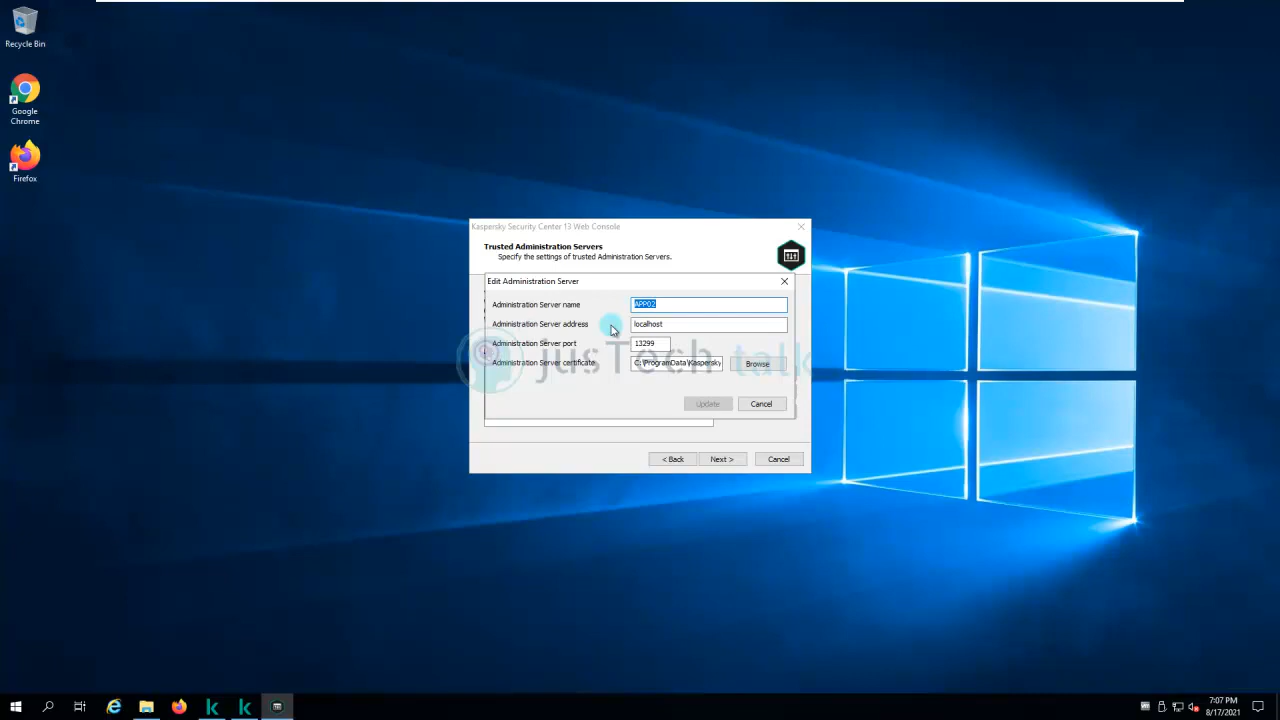 Recycle Bin
Google
Chrome
Firefox
Kaspersky Security Center 13 Web Console
Trusted Administration Servers
Specify the settings of trusted Administration Servers.
Edit Administration Server
Administration Server name
APP02
Administration Server address
localhost
Administration Server port
13299
Administration Server certificate
C:\ProgramData\Kaspersky
Browse
jusTech talk
Update
Cancel
< Back
Next >
Cancel
7:07 PM
8/17/2021